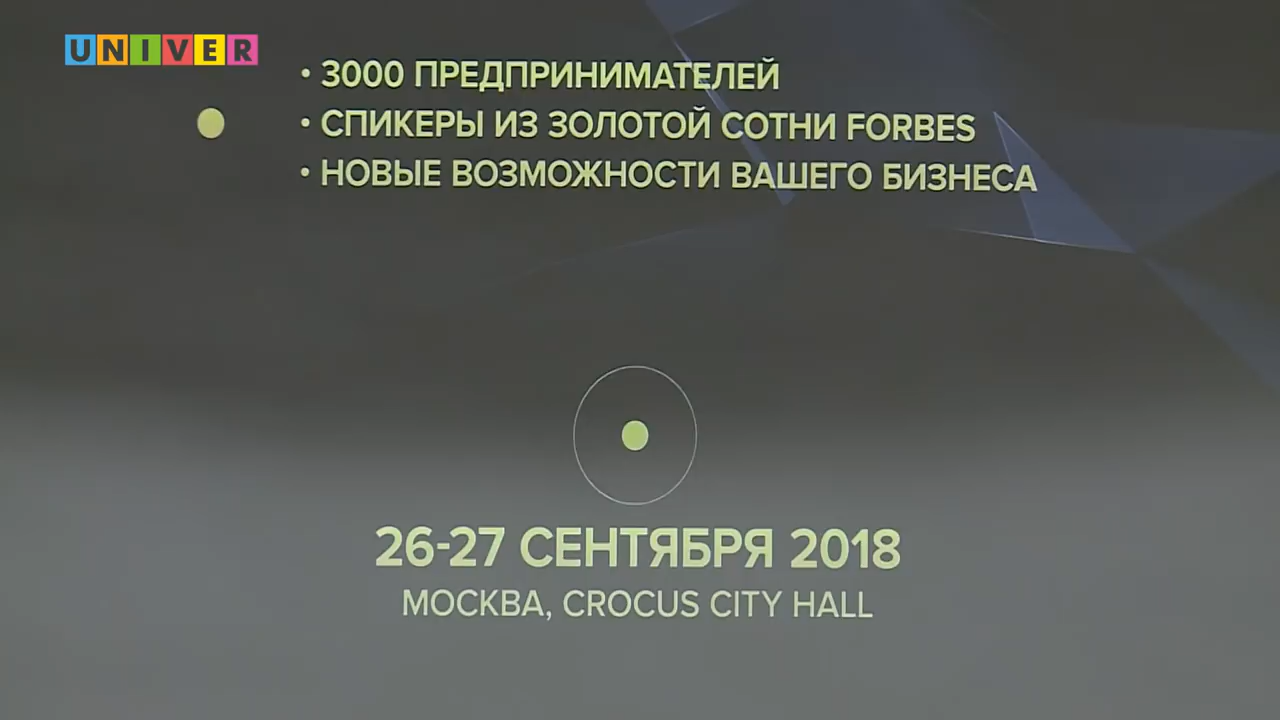 UNIVER
• 3000 ПРЕДПРИНИМАТЕЛЕЙ
• СПИКЕРЫ ИЗ ЗОЛОТОЙ СОТНИ FORBES
• НОВЫЕ ВОЗМОЖНОСТИ ВАШЕГО БИЗНЕСА
26-27 СЕНТЯБРЯ 2018
МОСКВА, CROCUS CITY HALL